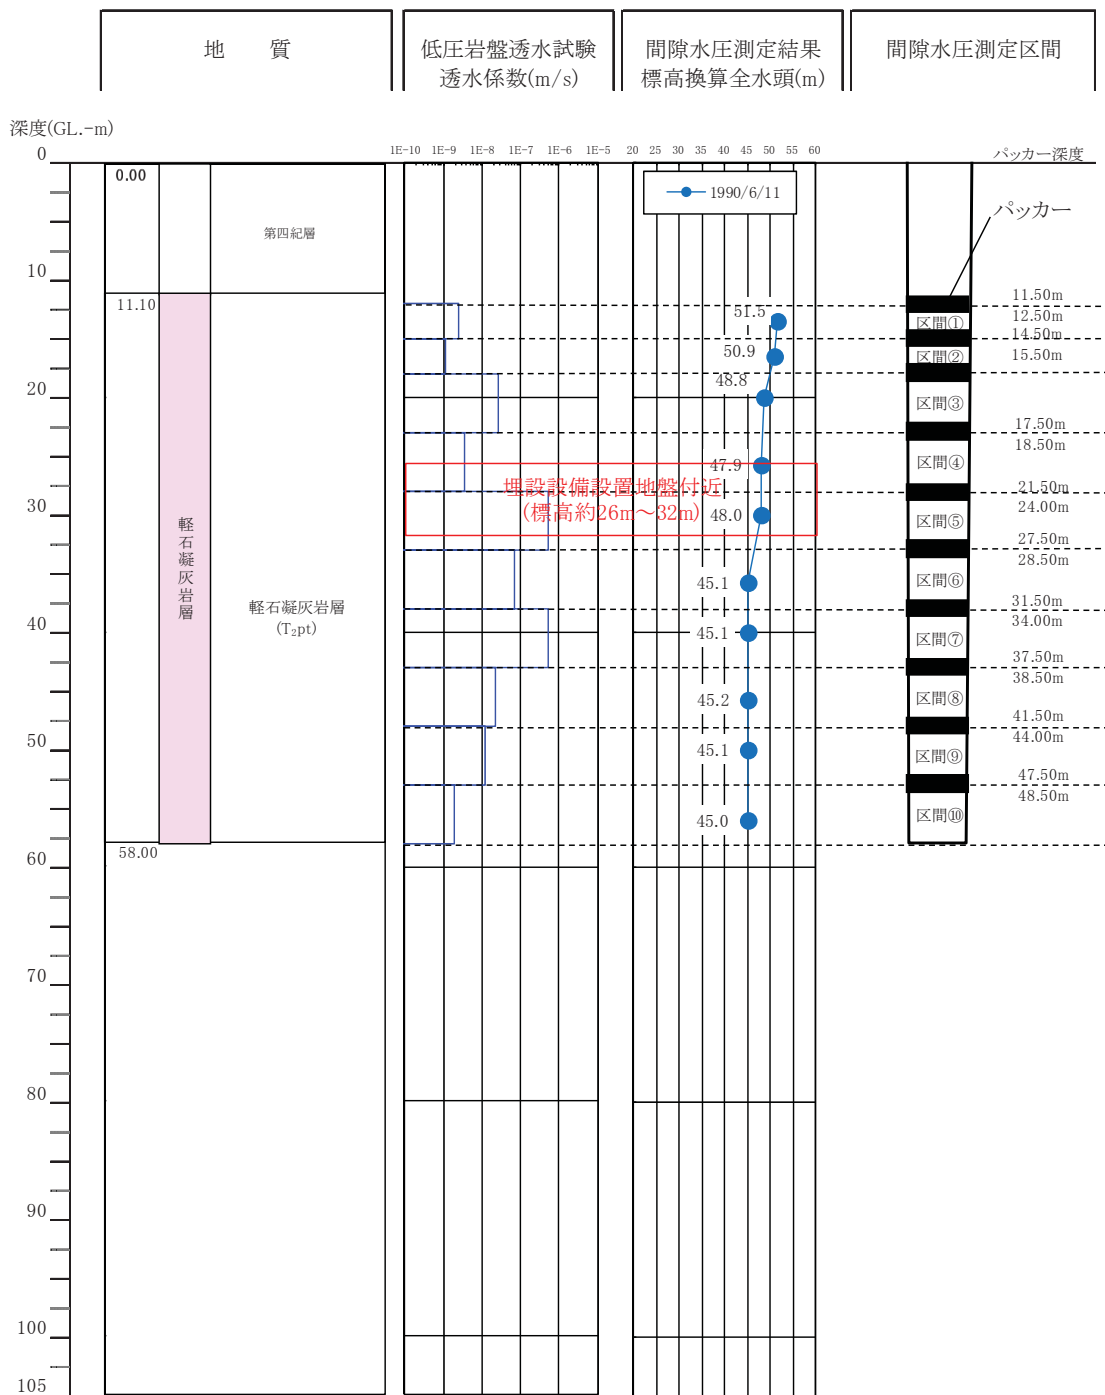 地　質
低圧岩盤透水試験
透水係数(m/s)
間隙水圧測定結果
標高換算全水頭(m)
間隙水圧測定区間
深度(GL.-m)
0
10
20
30
40
50
60
70
80
90
100
105
0.00
第四紀層
11.10
軽石凝灰岩層
軽石凝灰岩層
(T₂pt)
58.00
1E-10 1E-9 1E-8 1E-7 1E-6 1E-5
20 25 30 35 40 45 50 55 60
1990/6/11
51.5
50.9
48.8
47.9
埋設設備設置地盤付近
(標高約26m～32m)
48.0
45.1
45.1
45.2
45.1
45.0
パッカー深度
パッカー
区間①
区間②
区間③
区間④
区間⑤
区間⑥
区間⑦
区間⑧
区間⑨
区間⑩
11.50m
12.50m
14.50m
15.50m
17.50m
18.50m
21.50m
24.00m
27.50m
28.50m
31.50m
34.00m
37.50m
38.50m
41.50m
44.00m
47.50m
48.50m